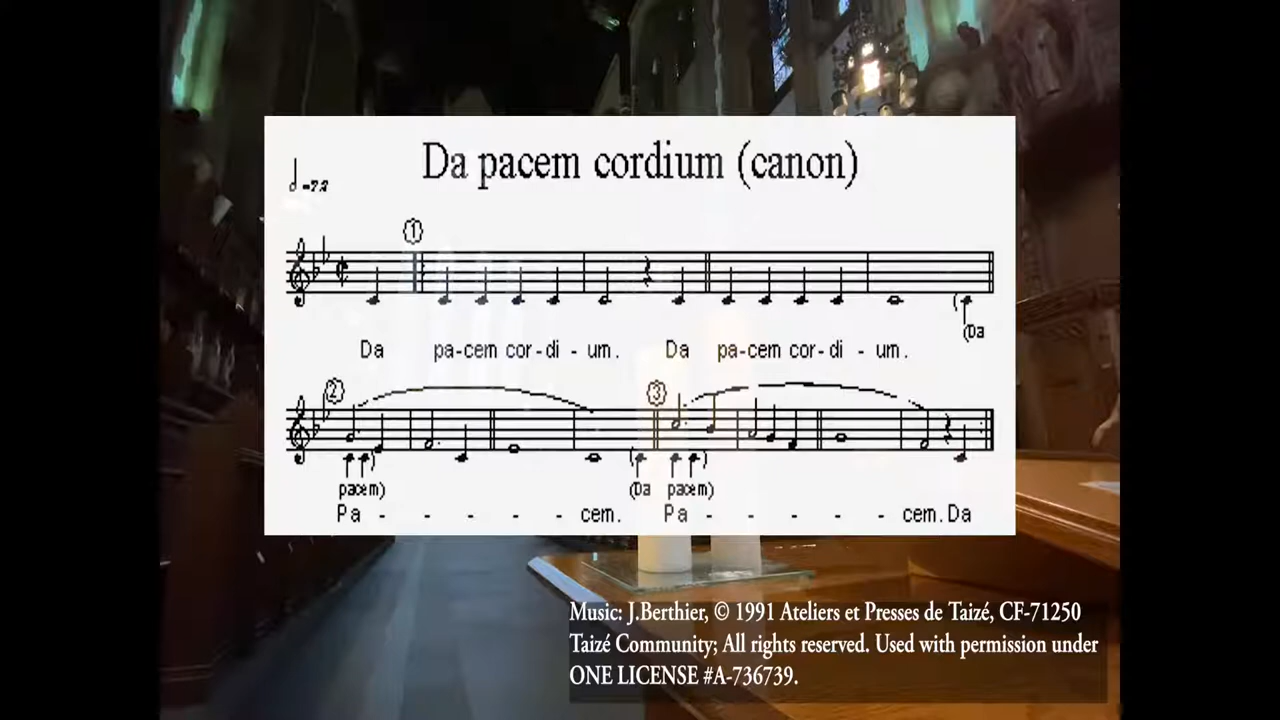 Da pacem cordium (canon)
=72
1
Da pa-cem cor-di - um. Da pa-cem cor-di - um.
(Da
2 3
pacem) (Da pacem)
Pa - - - - - cem. Pa - - - - - cem. Da
Music: J.Berthier, © 1991 Ateliers et Presses de Taizé, CF-71250
Taizé Community; All rights reserved. Used with permission under
ONE LICENSE #A-736739.